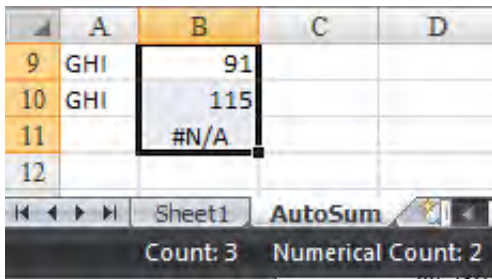 A B C D
9 GHI 91
10 GHI 115
11 #N/A
12
Sheet1 AutoSum
Count: 3 Numerical Count: 2